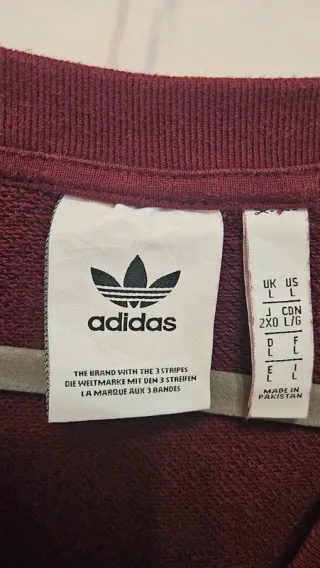 adidas
THE BRAND WITH THE 3 STRIPES
DIE WELTMARKE MIT DEN 3 STREIFEN
LA MARQUE AUX 3 BANDES
UK US
L L
J CDN
2XO L/G
D F
L L
E I
L L
MADE IN
PAKISTAN